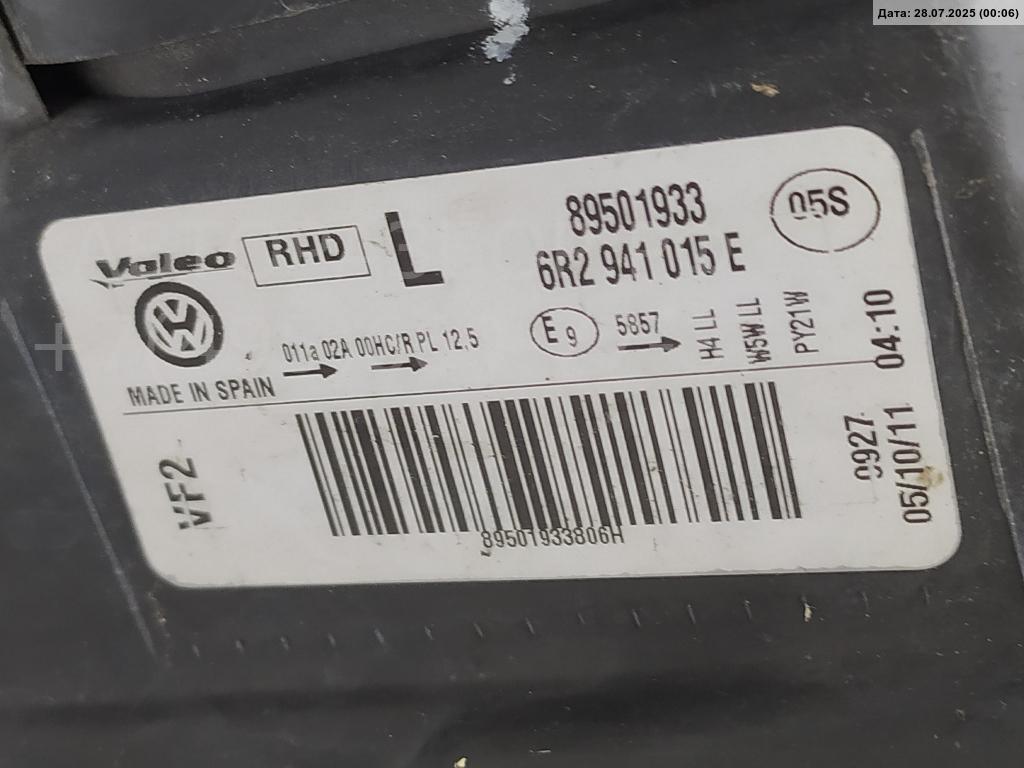 Дата: 28.07.2025 (00:06)
Valeo
RHD
L
89501933
6R2 941 015 E
05S
MADE IN SPAIN
011a 02A 00HC/R PL 12,5
E 9
5857
H4 LL
W5W LL
PY21W
04:10
VF2
89501933806H
0927
05/10/11